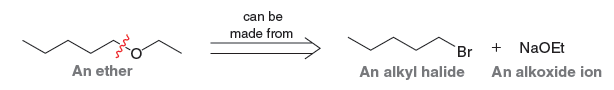 can be
made from
O
Br + NaOEt
An ether
An alkyl halide An alkoxide ion